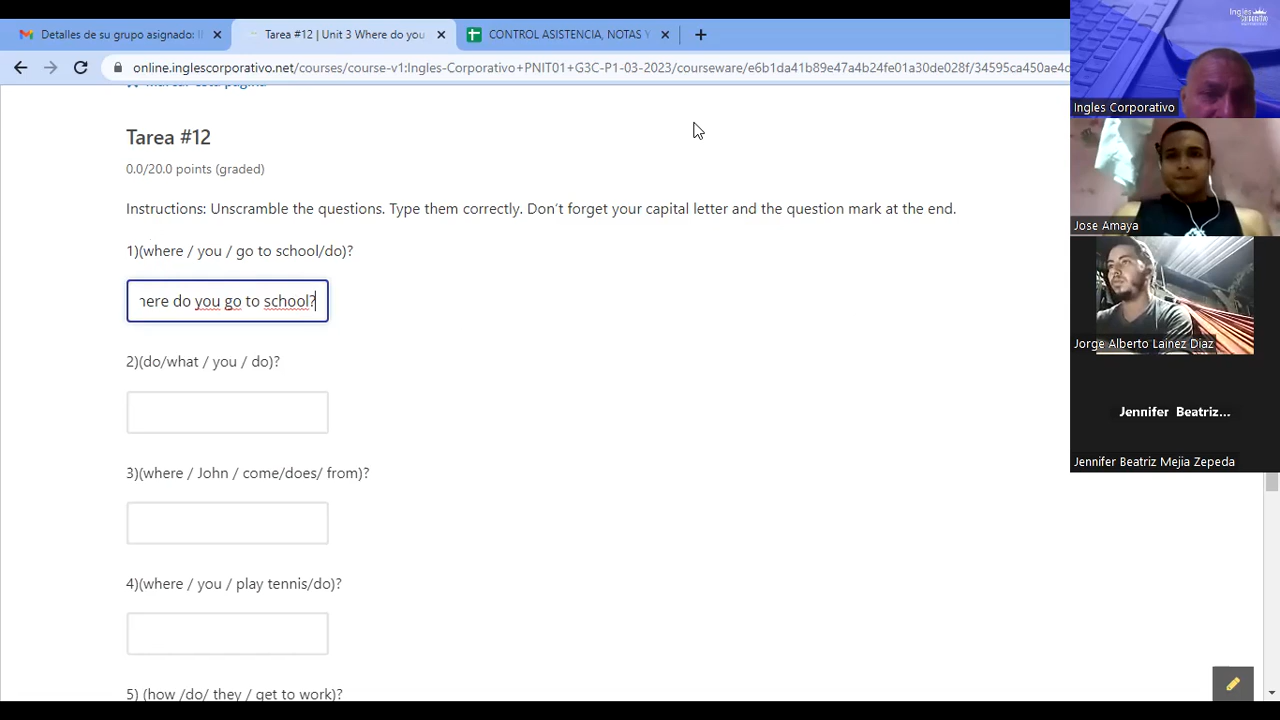 Detalles de su grupo asignado:
Tarea #12 | Unit 3 Where do you
CONTROL ASISTENCIA, NOTAS Y
online.inglescorporativo.net/courses/course-v1:Ingles-Corporativo+PNIT01+G3C-P1-03-2023/courseware/e6b1da41b89e47a4b24fe01a30de028f/34595ca450ae4c
Marcar esta página
Tarea #12
0.0/20.0 points (graded)
Instructions: Unscramble the questions. Type them correctly. Don't forget your capital letter and the question mark at the end.
1)(where / you / go to school/do)?
here do you go to school?
2)(do/what / you / do)?
3)(where / John / come/does/ from)?
4)(where / you / play tennis/do)?
5) (how /do/ they / get to work)?
Ingles
Ingles Corporativo
Jose Amaya
Jorge Alberto Lainez Diaz
Jennifer Beatriz...
Jennifer Beatriz Mejia Zepeda